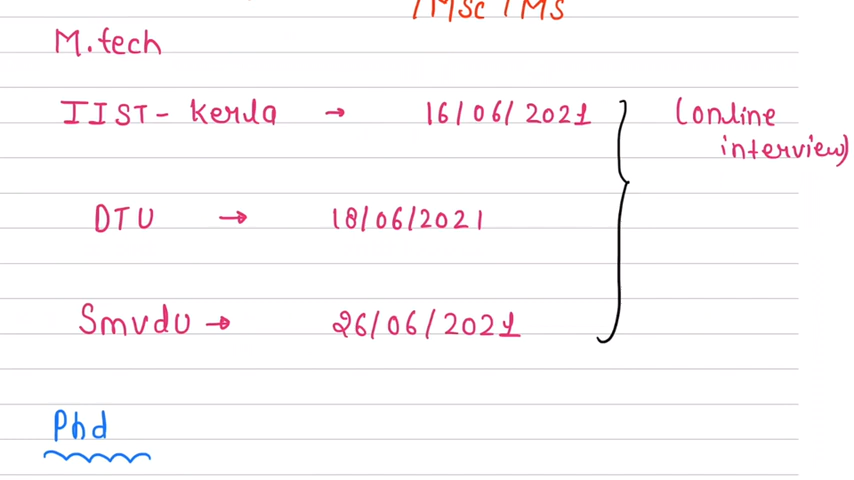 /MSc /MS
M.tech
IIST - Kerla → 16/06/2021 (online
interview)
DTU → 18/06/2021
Smvdu → 26/06/2021
Phd